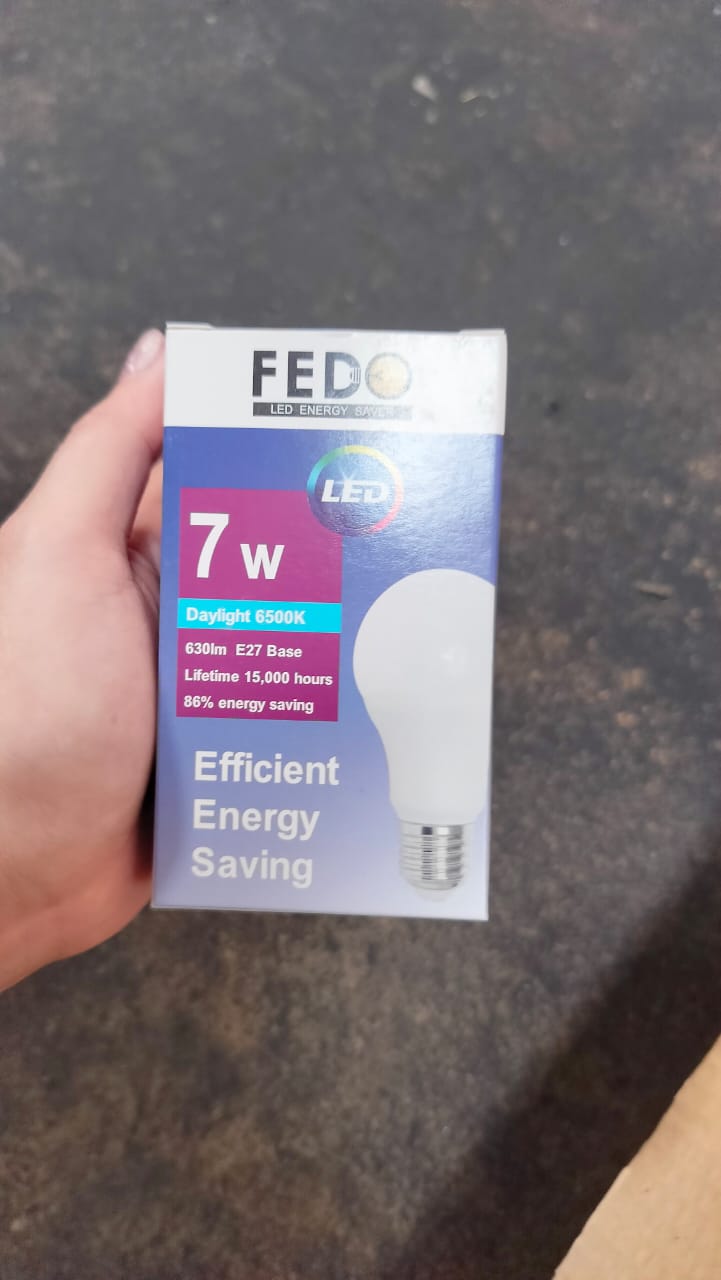 FEDO
LED ENERGY SAVER
LED
7 W
Daylight 6500K
630lm E27 Base
Lifetime 15,000 hours
86% energy saving
Efficient
Energy
Saving